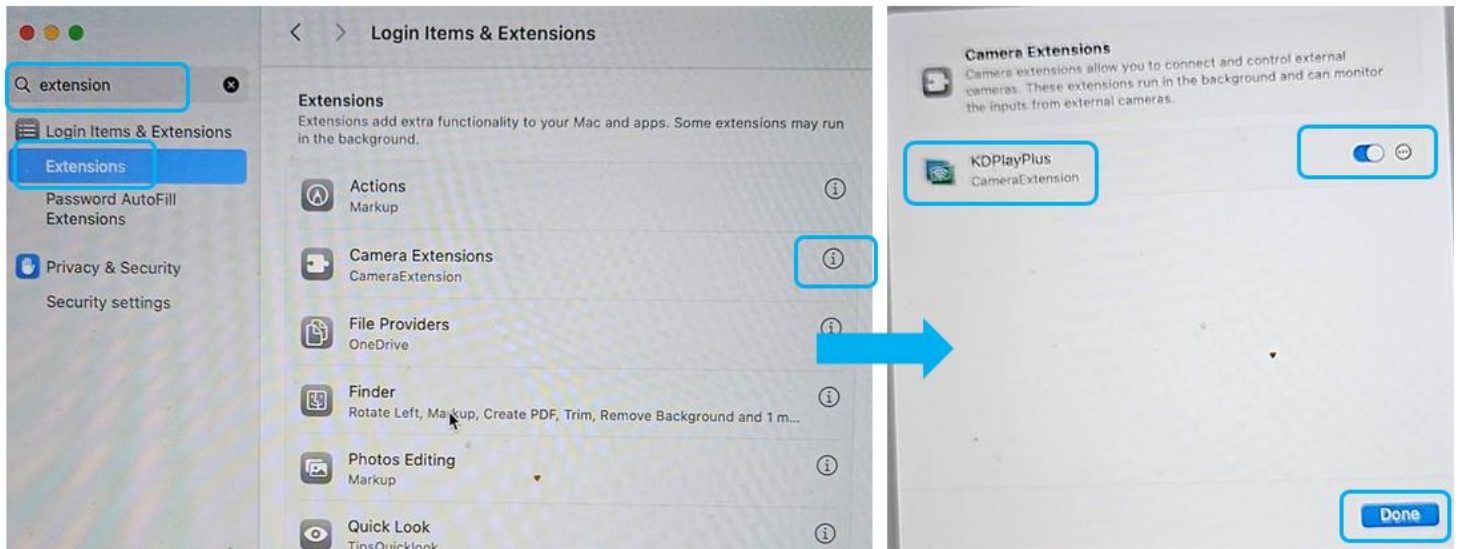 Login Items & Extensions
extension
Login Items & Extensions
Extensions
Password AutoFill
Extensions
Privacy & Security
Security settings
Extensions
Extensions add extra functionality to your Mac and apps. Some extensions may run
in the background.
Actions
Markup
Camera Extensions
CameraExtension
File Providers
OneDrive
Finder
Rotate Left, Markup, Create PDF, Trim, Remove Background and 1 m...
Photos Editing
Markup
Quick Look
TipsQuicklook
Camera Extensions
Camera extensions allow you to connect and control external
cameras. These extensions run in the background and can monitor
the inputs from external cameras.
KDPlayPlus
CameraExtension
Done